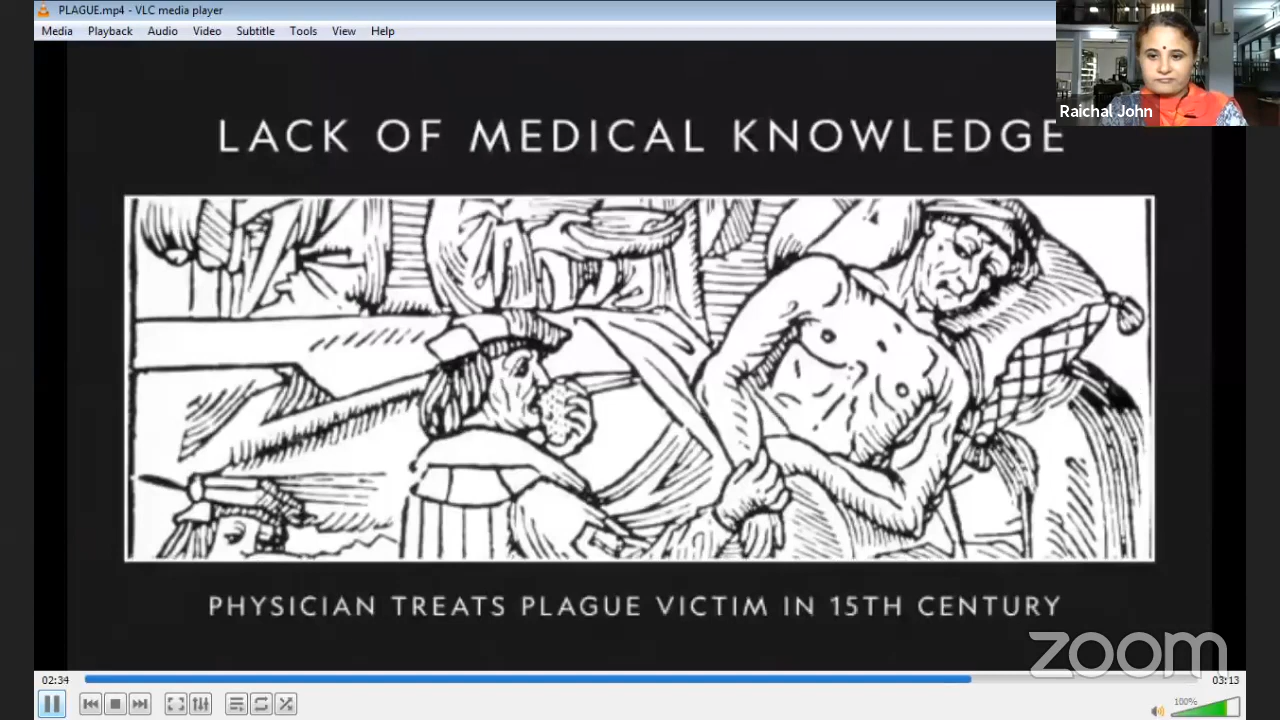 PLAGUE.mp4 - VLC media player
Media Playback Audio Video Subtitle Tools View Help
Raichal John
LACK OF MEDICAL KNOWLEDGE
PHYSICIAN TREATS PLAGUE VICTIM IN 15TH CENTURY
zoom
02:34
03:13
100%